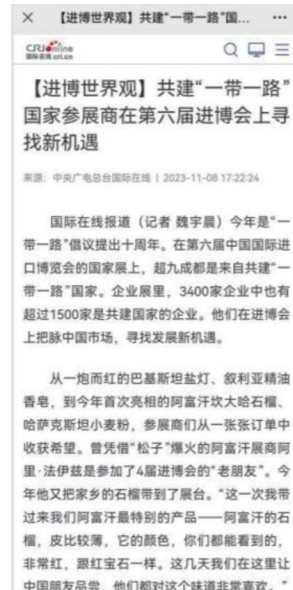 【进博世界观】共建“一带一路”国...
CRI online
国际在线 cri.cn
【进博世界观】共建“一带一路”
国家参展商在第六届进博会上寻
找新机遇
来源：中央广电总台国际在线 | 2023-11-08 17:22:24
国际在线报道（记者 魏宇晨）今年是“一
带一路”倡议提出十周年。在第六届中国国际进
口博览会的国家展上，超九成都是来自共建“一
带一路”国家。企业展里，3400家企业中也有
超过1500家是共建国家的企业。他们在进博会
上把脉中国市场，寻找发展新机遇。
从一炮而红的巴基斯坦盐灯、叙利亚精油
香皂，到今年首次亮相的阿富汗坎大哈石榴、
哈萨克斯坦小麦粉，参展商们从一张张订单中
收获希望。曾凭借“松子”爆火的阿富汗展商阿
里·法伊兹是参加了4届进博会的“老朋友”。今
年他又把家乡的石榴带到了展台。“这一次我带
过来我们阿富汗最特别的产品——阿富汗的石
榴，皮比较薄，它的颜色，你们都能看到的，
非常红，跟红宝石一样。这几天我们在这里让
中国朋友品尝，他们都对这个味道非常喜欢。”